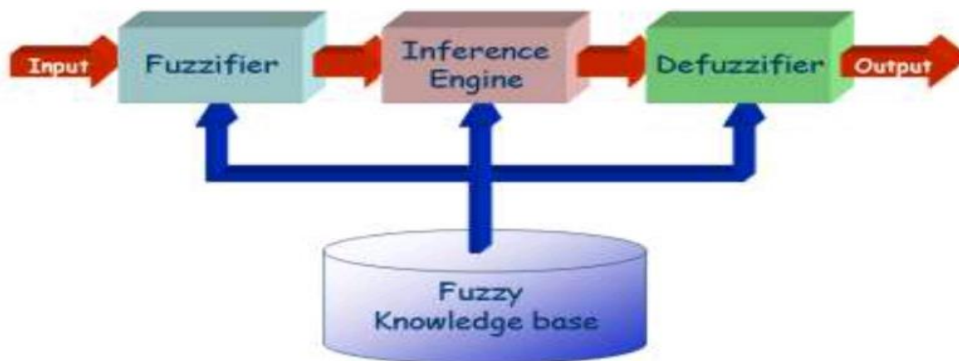 Input
Fuzzifier
Inference
Engine
Defuzzifier
Output
Fuzzy
Knowledge base